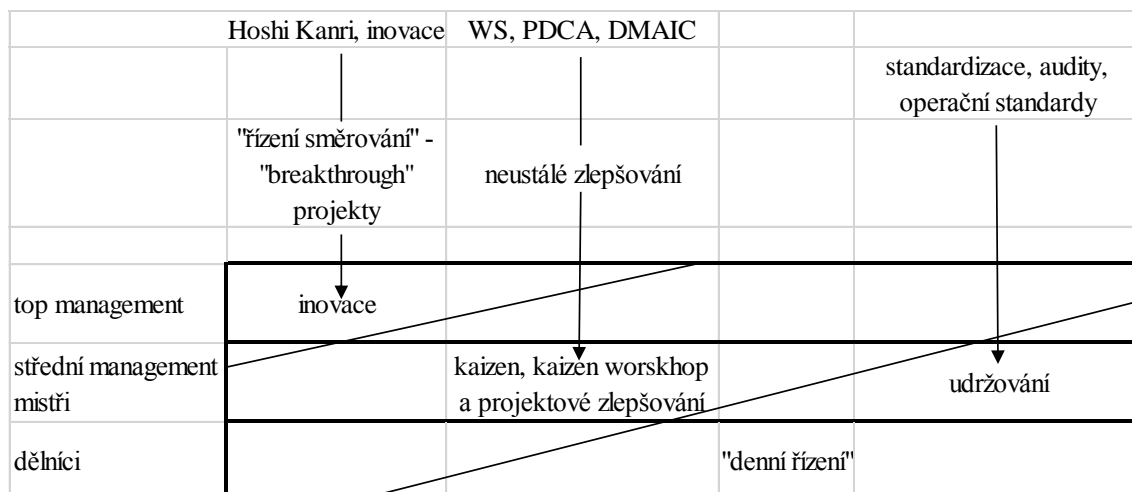 Hoshi Kanri, inovace
WS, PDCA, DMAIC
standardizace, audity,
operační standardy
"řízení směrování" -
"breakthrough"
projekty
neustálé zlepšování
top management
inovace
střední management
mistři
kaizen, kaizen worskhop
a projektové zlepšování
udržování
dělníci
"denní řízení"